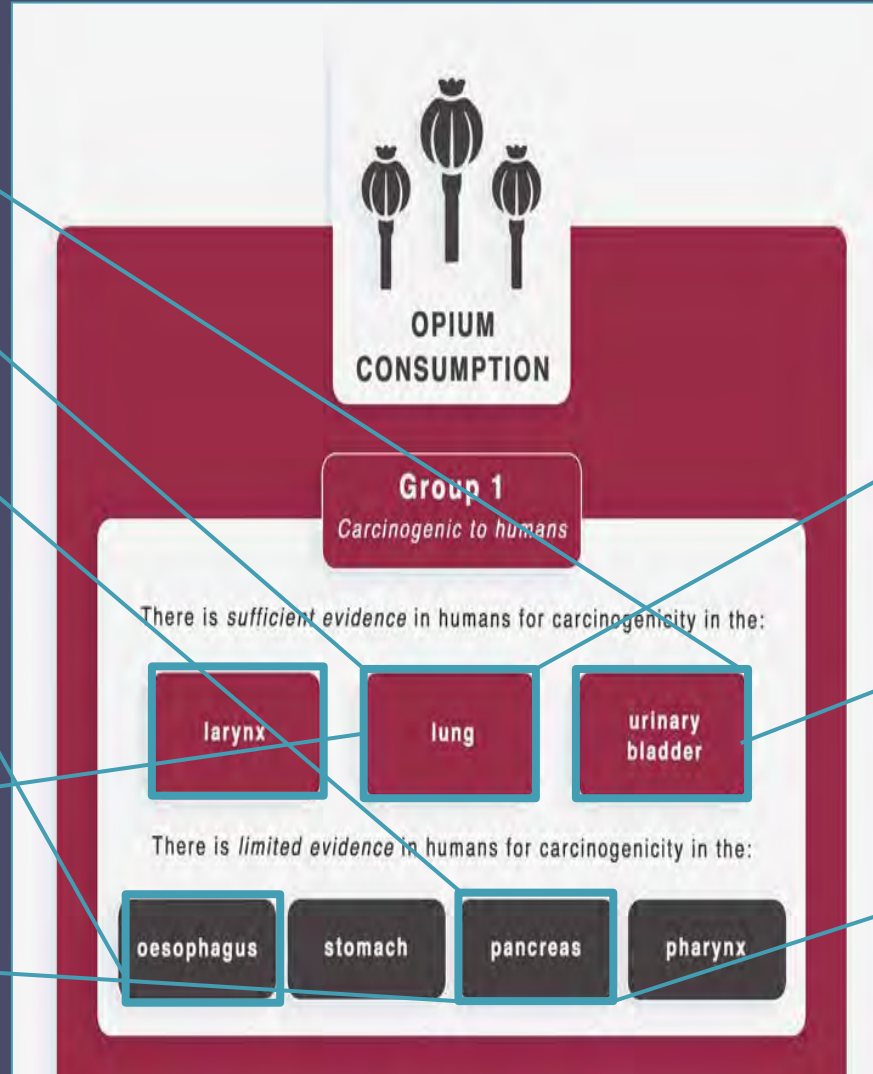 OPIUM
CONSUMPTION
Group 1
Carcinogenic to humans
There is sufficient evidence in humans for carcinogenicity in the:
larynx
lung
urinary
bladder
There is limited evidence in humans for carcinogenicity in the:
oesophagus
stomach
pancreas
pharynx